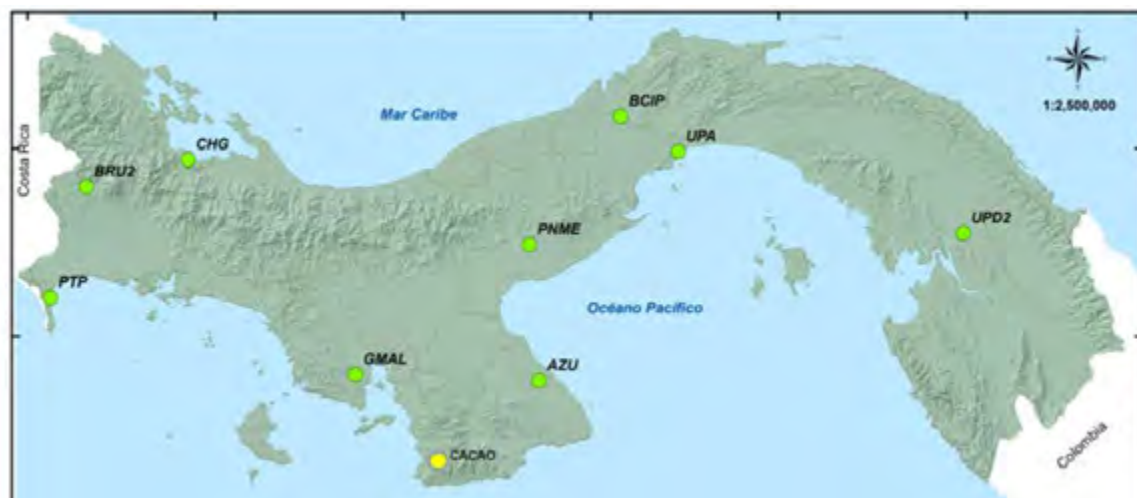 1:2,500,000
Mar Caribe
BCIP
UPA
CHG
BRU2
Costa Rica
PNME
UPD2
PTP
Océano Pacífico
GMAL
AZU
CACAO
Colombia